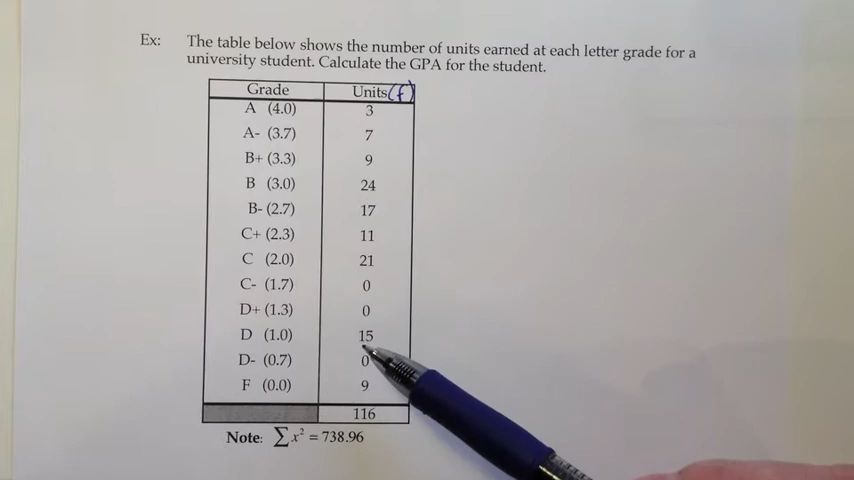 Ex: The table below shows the number of units earned at each letter grade for a
university student. Calculate the GPA for the student.
Grade Units (f)
A (4.0) 3
A- (3.7) 7
B+ (3.3) 9
B (3.0) 24
B- (2.7) 17
C+ (2.3) 11
C (2.0) 21
C- (1.7) 0
D+ (1.3) 0
D (1.0) 15
D- (0.7) 0
F (0.0) 9
116
Note: ∑x² = 738.96